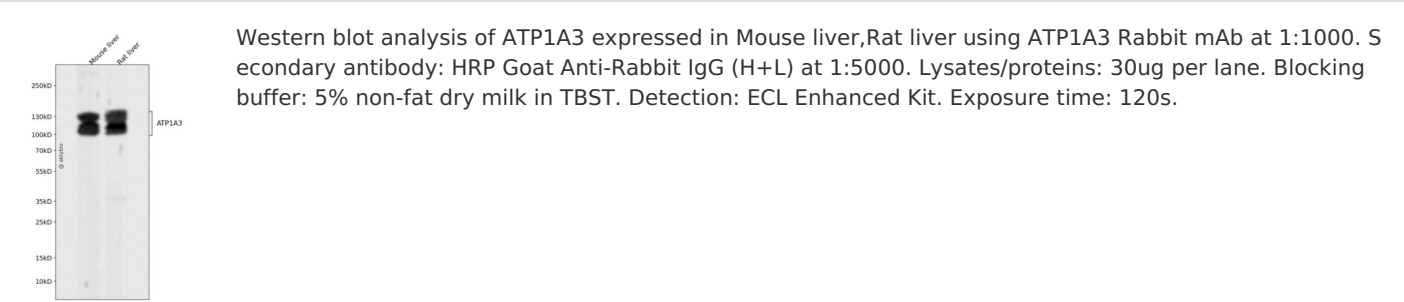 Mouse liver
Rat liver
250kD
130kD
100kD
70kD
55kD
35kD
25kD
15kD
10kD
ATP1A3
Western blot analysis of ATP1A3 expressed in Mouse liver,Rat liver using ATP1A3 Rabbit mAb at 1:1000. S
econdary antibody: HRP Goat Anti-Rabbit IgG (H+L) at 1:5000. Lysates/proteins: 30ug per lane. Blocking
buffer: 5% non-fat dry milk in TBST. Detection: ECL Enhanced Kit. Exposure time: 120s.